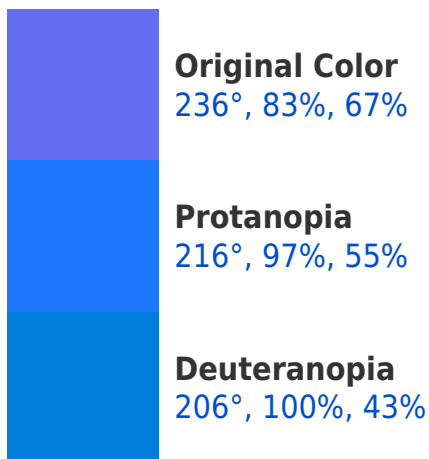 Original Color
236°, 83%, 67%
Protanopia
216°, 97%, 55%
Deuteranopia
206°, 100%, 43%